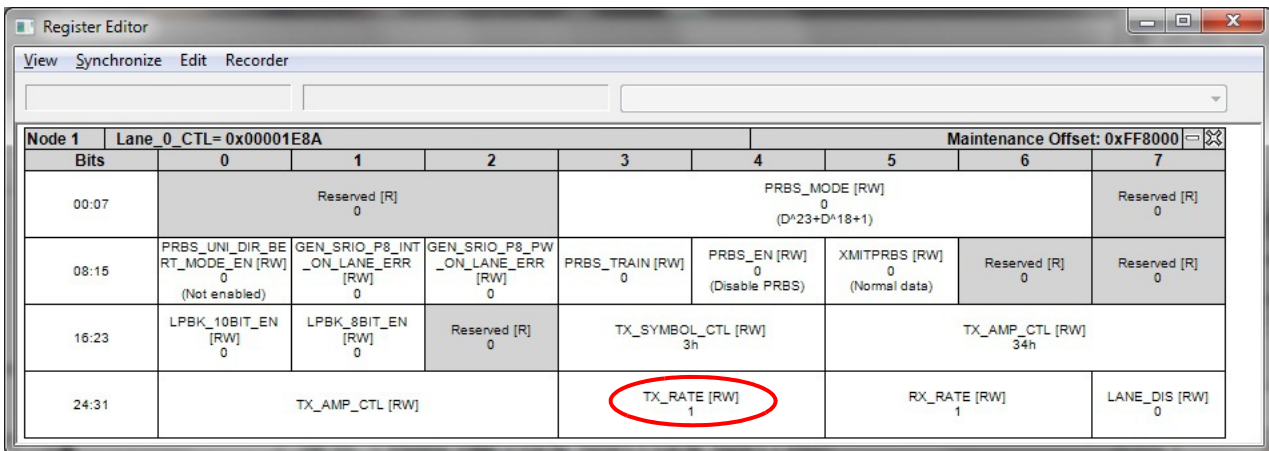 Register Editor
View Synchronize Edit Recorder
Node 1 Lane_0_CTL= 0x00001E8A Maintenance Offset: 0xFF8000
Bits 0 1 2 3 4 5 6 7
00:07
Reserved [R]
0
PRBS_MODE [RW]
0
(D^23+D^18+1)
Reserved [R]
0
08:15
PRBS_UNI_DIR_BE
RT_MODE_EN [RW]
0
(Not enabled)
GEN_SRIO_P8_INT
_ON_LANE_ERR
[RW]
0
GEN_SRIO_P8_PW
_ON_LANE_ERR
[RW]
0
PRBS_TRAIN [RW]
0
PRBS_EN [RW]
0
(Disable PRBS)
XMITPRBS [RW]
0
(Normal data)
Reserved [R]
0
Reserved [R]
0
16:23
LPBK_10BIT_EN
[RW]
0
LPBK_8BIT_EN
[RW]
0
Reserved [R]
0
TX_SYMBOL_CTL [RW]
3h
TX_AMP_CTL [RW]
34h
24:31
TX_AMP_CTL [RW]
TX_RATE [RW]
1
RX_RATE [RW]
1
LANE_DIS [RW]
0